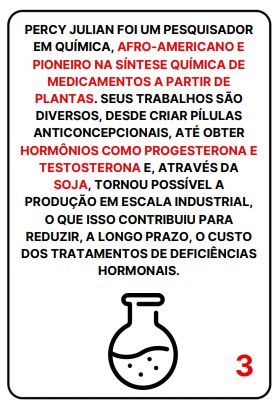 PERCY JULIAN FOI UM PESQUISADOR
EM QUÍMICA, AFRO-AMERICANO E
PIONEIRO NA SÍNTESE QUÍMICA DE
MEDICAMENTOS A PARTIR DE
PLANTAS. SEUS TRABALHOS SÃO
DIVERSOS, DESDE CRIAR PÍLULAS
ANTICONCEPCIONAIS, ATÉ OBTER
HORMÔNIOS COMO PROGESTERONA E
TESTOSTERONA E, ATRAVÉS DA
SOJA, TORNOU POSSÍVEL A
PRODUÇÃO EM ESCALA INDUSTRIAL,
O QUE ISSO CONTRIBUIU PARA
REDUZIR, A LONGO PRAZO, O CUSTO
DOS TRATAMENTOS DE DEFICIÊNCIAS
HORMONAIS.
3